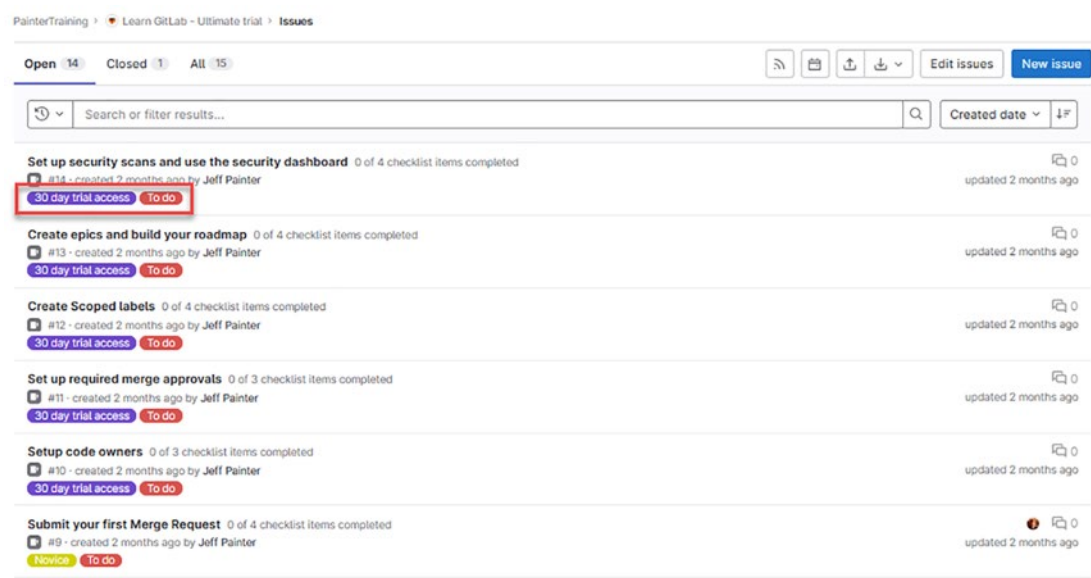 PainterTraining > Learn GitLab - Ultimate trial > Issues
Open 14 Closed 1 All 15 Edit issues New issue
Search or filter results... Created date
Set up security scans and use the security dashboard 0 of 4 checklist items completed 0
#14 · created 2 months ago by Jeff Painter updated 2 months ago
30 day trial access To do
Create epics and build your roadmap 0 of 4 checklist items completed 0
#13 · created 2 months ago by Jeff Painter updated 2 months ago
30 day trial access To do
Create Scoped labels 0 of 4 checklist items completed 0
#12 · created 2 months ago by Jeff Painter updated 2 months ago
30 day trial access To do
Set up required merge approvals 0 of 3 checklist items completed 0
#11 · created 2 months ago by Jeff Painter updated 2 months ago
30 day trial access To do
Setup code owners 0 of 3 checklist items completed 0
#10 · created 2 months ago by Jeff Painter updated 2 months ago
30 day trial access To do
Submit your first Merge Request 0 of 4 checklist items completed 0
#9 · created 2 months ago by Jeff Painter updated 2 months ago
Novice To do